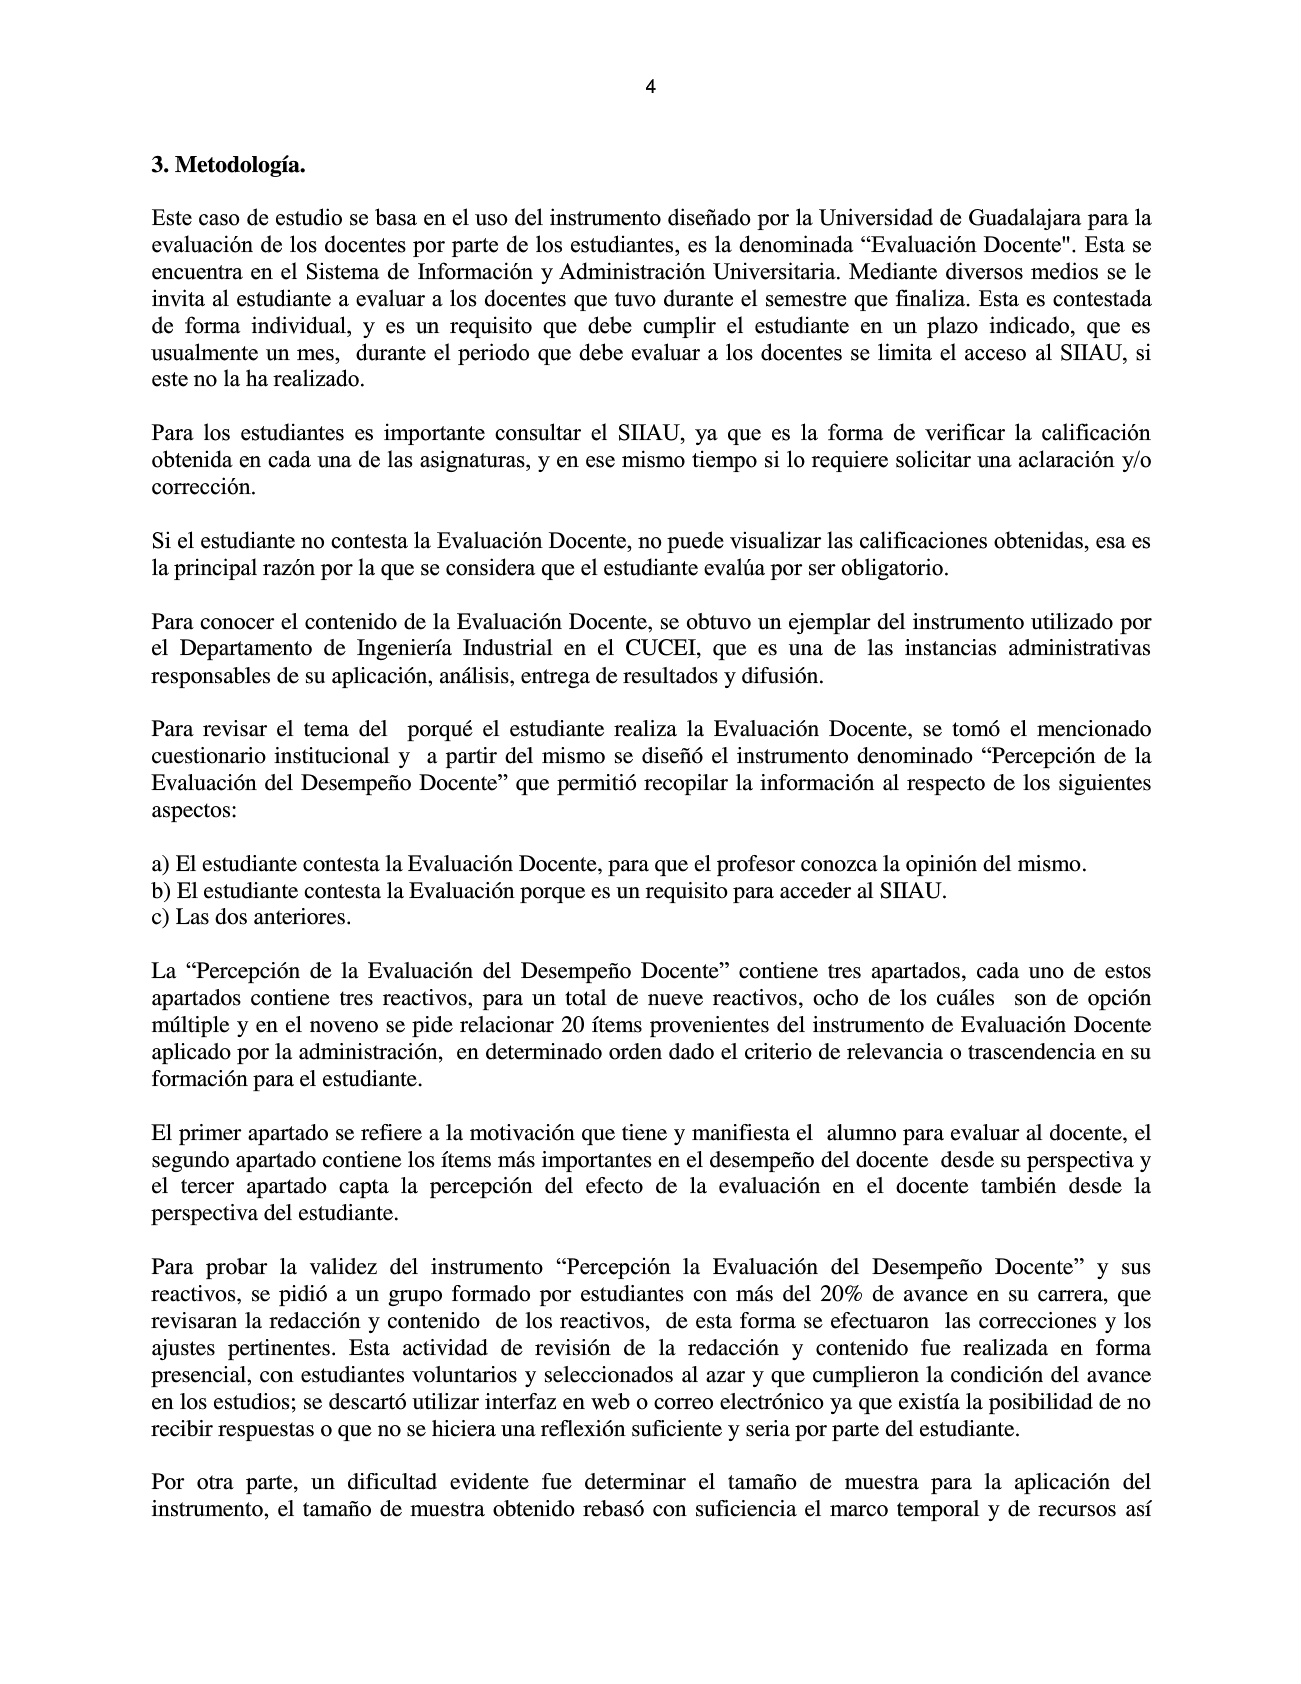 4
3. Metodología.
Este caso de estudio se basa en el uso del instrumento diseñado por la Universidad de Guadalajara para la
evaluación de los docentes por parte de los estudiantes, es la denominada “Evaluación Docente". Esta se
encuentra en el Sistema de Información y Administración Universitaria. Mediante diversos medios se le
invita al estudiante a evaluar a los docentes que tuvo durante el semestre que finaliza. Esta es contestada
de forma individual, y es un requisito que debe cumplir el estudiante en un plazo indicado, que es
usualmente un mes,  durante el periodo que debe evaluar a los docentes se limita el acceso al SIIAU, si
este no la ha realizado.
Para los estudiantes es importante consultar el SIIAU, ya que es la forma de verificar la calificación
obtenida en cada una de las asignaturas, y en ese mismo tiempo si lo requiere solicitar una aclaración y/o
corrección.
Si el estudiante no contesta la Evaluación Docente, no puede visualizar las calificaciones obtenidas, esa es
la principal razón por la que se considera que el estudiante evalúa por ser obligatorio.
Para conocer el contenido de la Evaluación Docente, se obtuvo un ejemplar del instrumento utilizado por
el Departamento de Ingeniería Industrial en el CUCEI, que es una de las instancias administrativas
responsables de su aplicación, análisis, entrega de resultados y difusión.
Para revisar el tema del  porqué el estudiante realiza la Evaluación Docente, se tomó el mencionado
cuestionario institucional y  a partir del mismo se diseñó el instrumento denominado “Percepción de la
Evaluación del Desempeño Docente” que permitió recopilar la información al respecto de los siguientes
aspectos:
a) El estudiante contesta la Evaluación Docente, para que el profesor conozca la opinión del mismo.
b) El estudiante contesta la Evaluación porque es un requisito para acceder al SIIAU.
c) Las dos anteriores.
La “Percepción de la Evaluación del Desempeño Docente” contiene tres apartados, cada uno de estos
apartados contiene tres reactivos, para un total de nueve reactivos, ocho de los cuáles  son de opción
múltiple y en el noveno se pide relacionar 20 ítems provenientes del instrumento de Evaluación Docente
aplicado por la administración,  en determinado orden dado el criterio de relevancia o trascendencia en su
formación para el estudiante.
El primer apartado se refiere a la motivación que tiene y manifiesta el  alumno para evaluar al docente, el
segundo apartado contiene los ítems más importantes en el desempeño del docente  desde su perspectiva y
el tercer apartado capta la percepción del efecto de la evaluación en el docente también desde la
perspectiva del estudiante.
Para probar la validez del instrumento “Percepción la Evaluación del Desempeño Docente” y sus
reactivos, se pidió a un grupo formado por estudiantes con más del 20% de avance en su carrera, que
revisaran la redacción y contenido  de los reactivos,  de esta forma se efectuaron  las correcciones y los
ajustes pertinentes. Esta actividad de revisión de la redacción y contenido fue realizada en forma
presencial, con estudiantes voluntarios y seleccionados al azar y que cumplieron la condición del avance
en los estudios; se descartó utilizar interfaz en web o correo electrónico ya que existía la posibilidad de no
recibir respuestas o que no se hiciera una reflexión suficiente y seria por parte del estudiante.
Por otra parte, un dificultad evidente fue determinar el tamaño de muestra para la aplicación del
instrumento, el tamaño de muestra obtenido rebasó con suficiencia el marco temporal y de recursos así